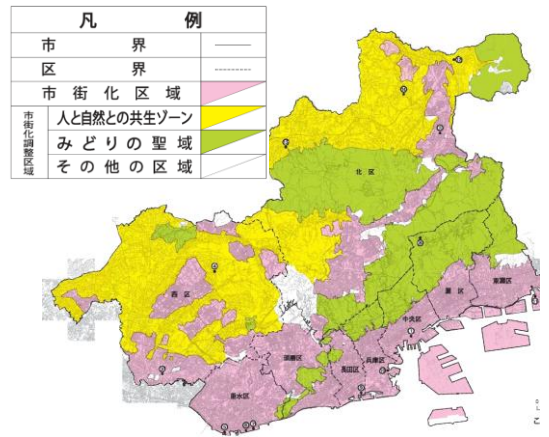 凡例
市界
区界
市街化区域
市街化調整区域
人と自然との共生ゾーン
みどりの聖域
その他の区域
北区
西区
東灘区
灘区
中央区
兵庫区
長田区
須磨区
垂水区